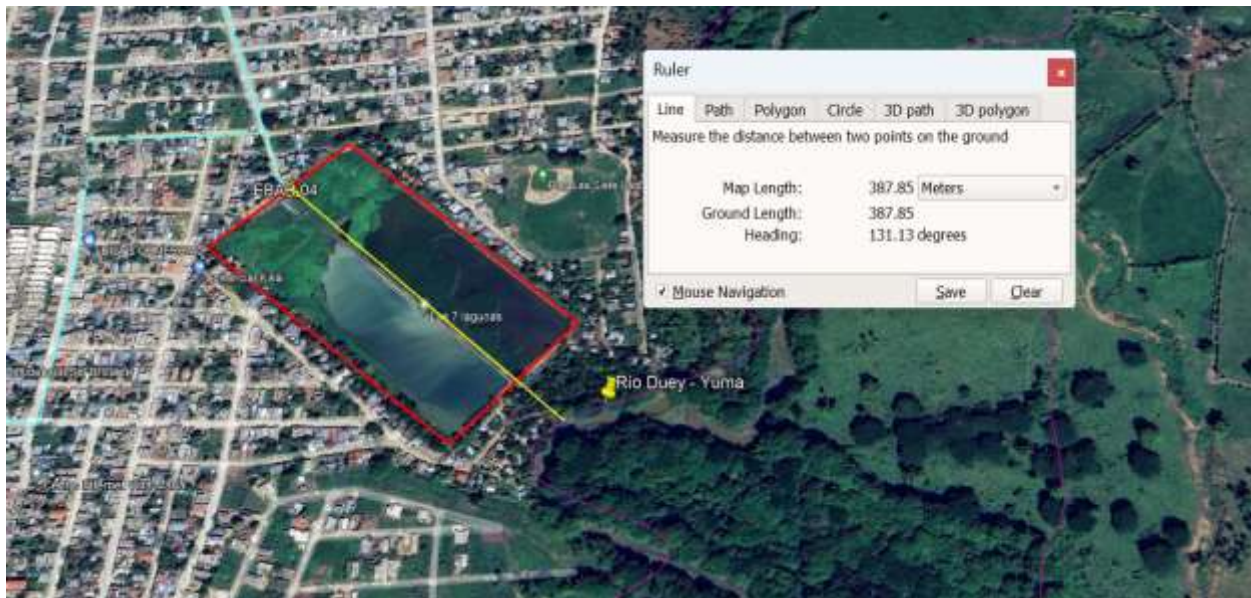 Ruler
Line Path Polygon Circle 3D path 3D polygon
Measure the distance between two points on the ground
Map Length: 387.85 Meters
Ground Length: 387.85
Heading: 131.13 degrees
Mouse Navigation Save Clear
7 lagunas
Rio Duey - Yuma